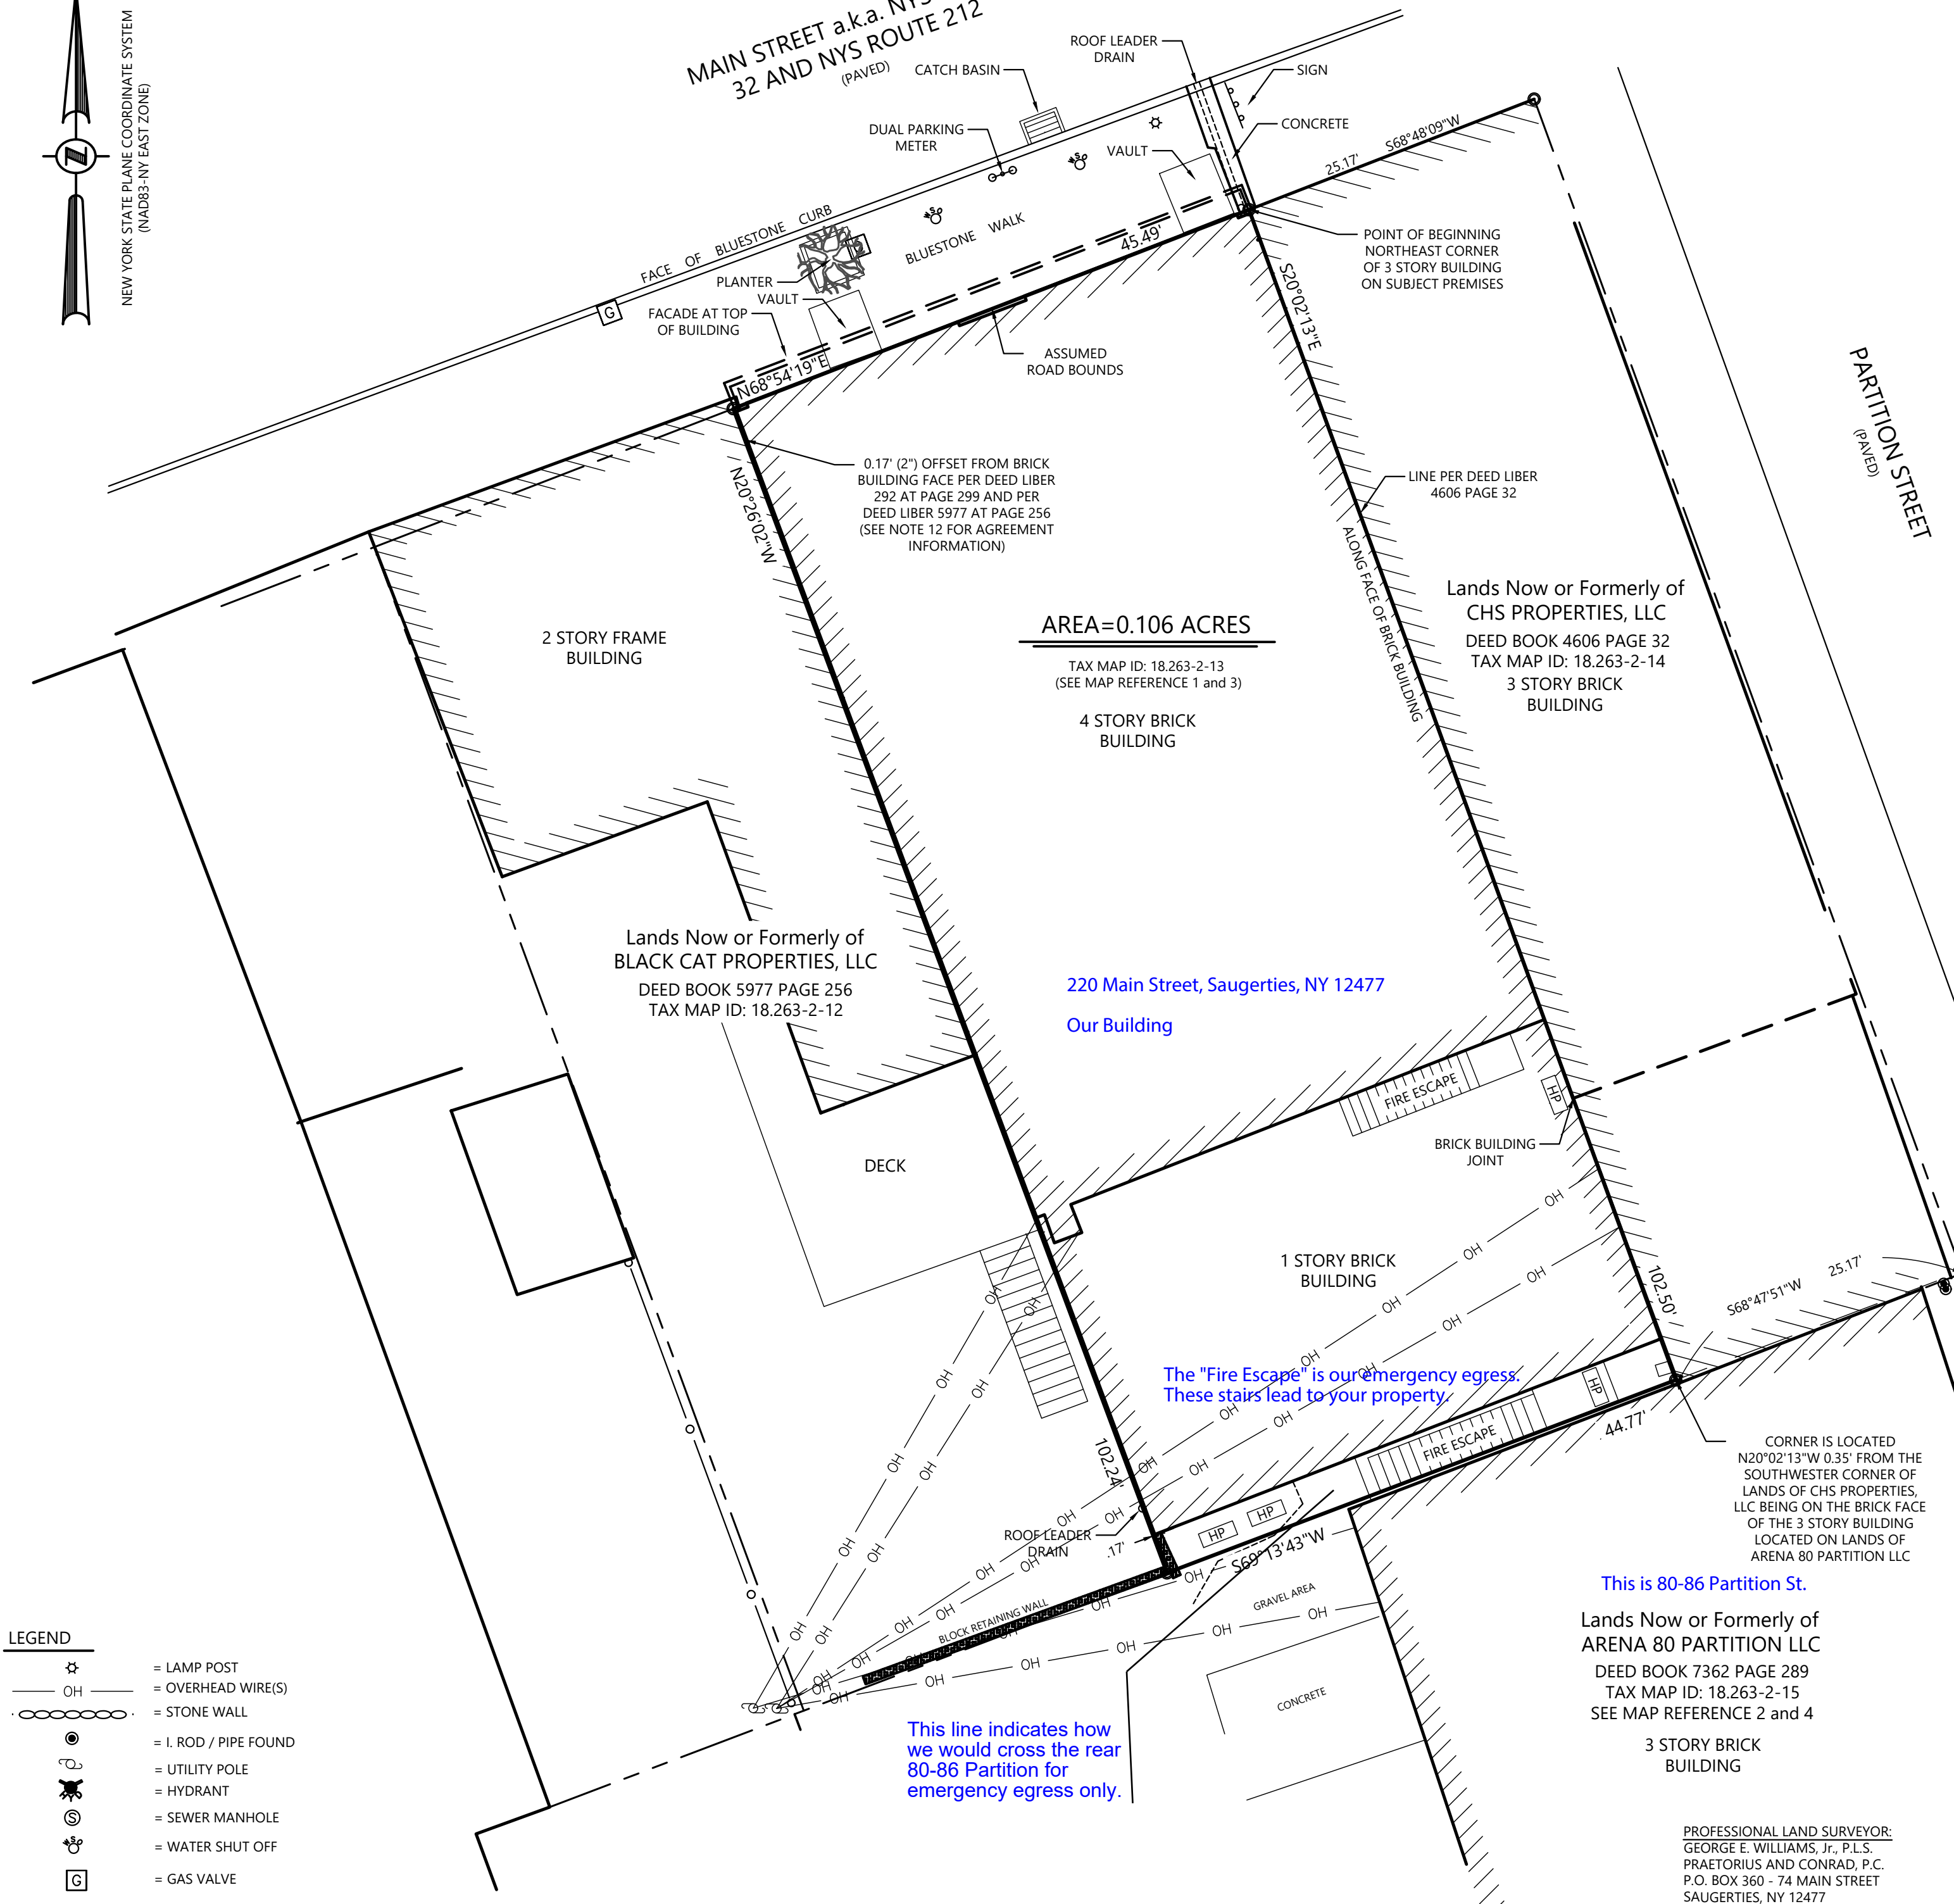 NEW YORK STATE PLANE COORDINATE SYSTEM
(NAD83-NY EAST ZONE)
MAIN STREET a.k.a. NYS
32 AND NYS ROUTE 212
(PAVED)
CATCH BASIN
ROOF LEADER
DRAIN
SIGN
DUAL PARKING
METER
VAULT
CONCRETE
25.17'
S68°48'09"W
FACE OF BLUESTONE CURB
BLUESTONE WALK
45.49'
POINT OF BEGINNING
NORTHEAST CORNER
OF 3 STORY BUILDING
ON SUBJECT PREMISES
PLANTER
VAULT
G
FACADE AT TOP
OF BUILDING
N68°54'19"E
ASSUMED
ROAD BOUNDS
S20°02'13"E
PARTITION STREET
(PAVED)
0.17' (2") OFFSET FROM BRICK
BUILDING FACE PER DEED LIBER
292 AT PAGE 299 AND PER
DEED LIBER 5977 AT PAGE 256
(SEE NOTE 12 FOR AGREEMENT
INFORMATION)
N20°26'02"W
LINE PER DEED LIBER
4606 PAGE 32
ALONG FACE OF BRICK BUILDING
Lands Now or Formerly of
CHS PROPERTIES, LLC
DEED BOOK 4606 PAGE 32
TAX MAP ID: 18.263-2-14
3 STORY BRICK
BUILDING
2 STORY FRAME
BUILDING
AREA=0.106 ACRES
TAX MAP ID: 18.263-2-13
(SEE MAP REFERENCE 1 and 3)
4 STORY BRICK
BUILDING
Lands Now or Formerly of
BLACK CAT PROPERTIES, LLC
DEED BOOK 5977 PAGE 256
TAX MAP ID: 18.263-2-12
220 Main Street, Saugerties, NY 12477
Our Building
FIRE ESCAPE
HP
BRICK BUILDING
JOINT
DECK
1 STORY BRICK
BUILDING
OH
OH
OH
OH
OH
OH
OH
OH
OH
OH
102.50'
S68°47'51"W
25.17'
The "Fire Escape" is our emergency egress.
These stairs lead to your property.
HP
FIRE ESCAPE
44.77'
102.24'
CORNER IS LOCATED
N20°02'13"W 0.35' FROM THE
SOUTHWESTER CORNER OF
LANDS OF CHS PROPERTIES,
LLC BEING ON THE BRICK FACE
OF THE 3 STORY BUILDING
LOCATED ON LANDS OF
ARENA 80 PARTITION LLC
ROOF LEADER
DRAIN
.17'
HP
HP
S69°13'43"W
GRAVEL AREA
BLOCK RETAINING WALL
OH
OH
OH
OH
OH
OH
CONCRETE
This is 80-86 Partition St.
Lands Now or Formerly of
ARENA 80 PARTITION LLC
DEED BOOK 7362 PAGE 289
TAX MAP ID: 18.263-2-15
SEE MAP REFERENCE 2 and 4
3 STORY BRICK
BUILDING
This line indicates how
we would cross the rear
80-86 Partition for
emergency egress only.
LEGEND
= LAMP POST
OH = OVERHEAD WIRE(S)
= STONE WALL
= I. ROD / PIPE FOUND
= UTILITY POLE
= HYDRANT
S = SEWER MANHOLE
= WATER SHUT OFF
G = GAS VALVE
PROFESSIONAL LAND SURVEYOR:
GEORGE E. WILLIAMS, Jr., P.L.S.
PRAETORIUS AND CONRAD, P.C.
P.O. BOX 360 - 74 MAIN STREET
SAUGERTIES, NY 12477